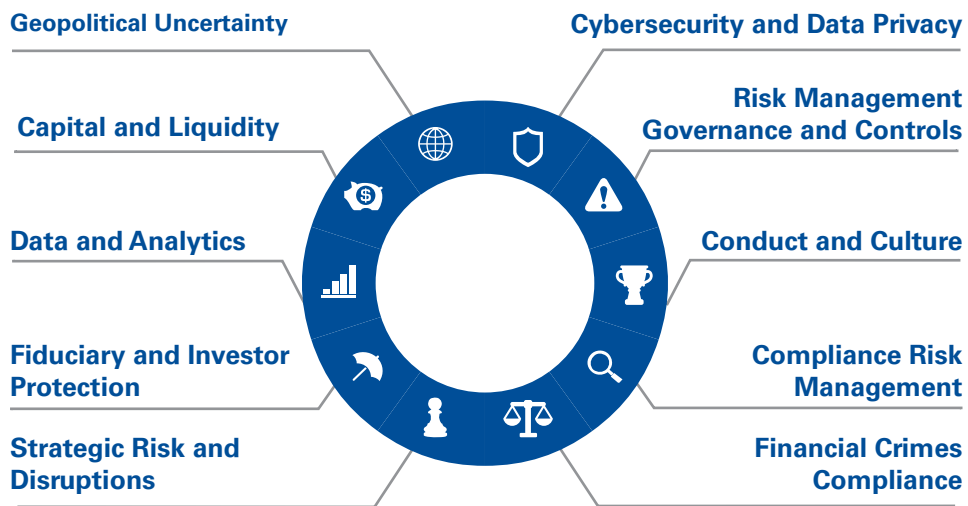 Geopolitical Uncertainty
Cybersecurity and Data Privacy
Capital and Liquidity
Risk Management
Governance and Controls
Data and Analytics
Conduct and Culture
Fiduciary and Investor
Protection
Compliance Risk
Management
Strategic Risk and
Disruptions
Financial Crimes
Compliance
$